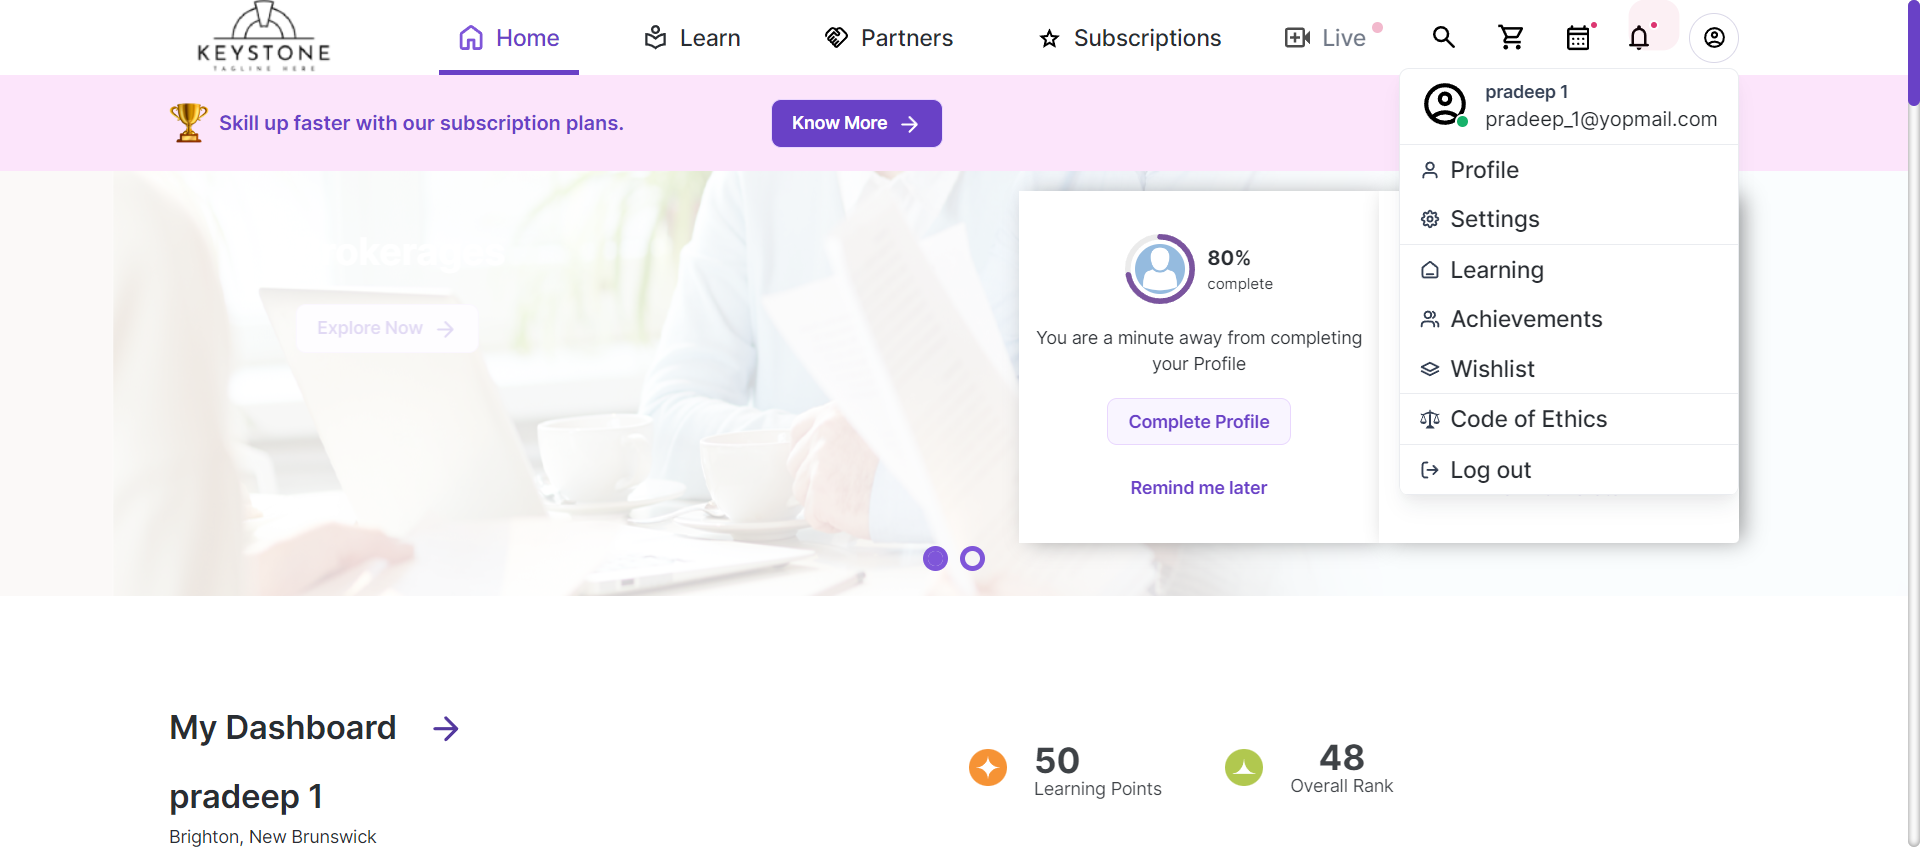 KEYSTONE
TAGLINE HERE
Home
Learn
Partners
Subscriptions
Live
Skill up faster with our subscription plans.
Know More
pradeep 1
pradeep_1@yopmail.com
Profile
Settings
Learning
Achievements
Wishlist
Code of Ethics
Log out
Explore Now
80%
complete
You are a minute away from completing
your Profile
Complete Profile
Remind me later
My Dashboard
pradeep 1
Brighton, New Brunswick
50
Learning Points
48
Overall Rank